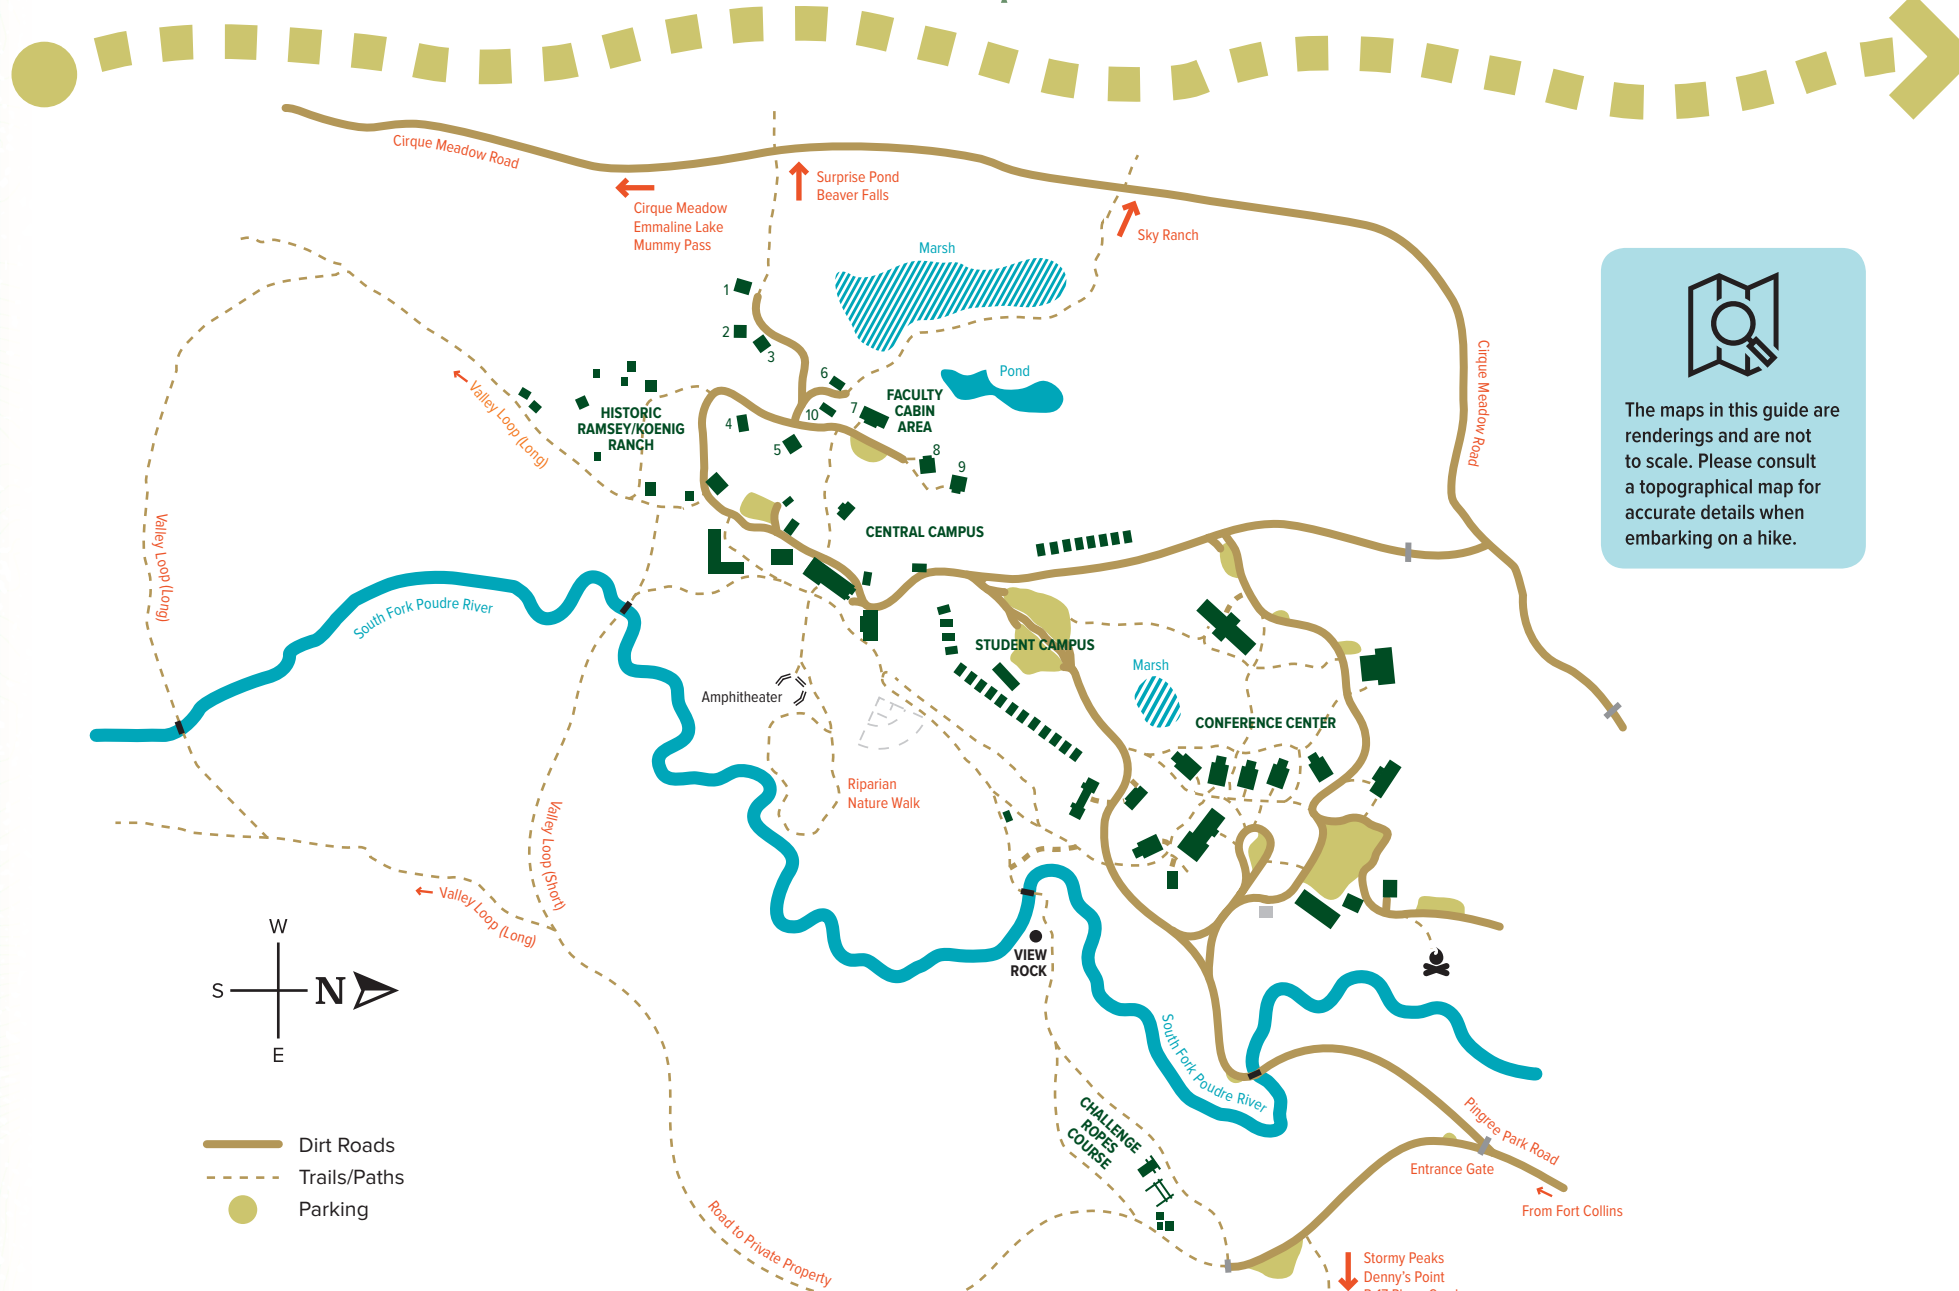 Cirque Meadow Road
Surprise Pond
Beaver Falls
Cirque Meadow
Emmaline Lake
Mummy Pass
Sky Ranch
Marsh
1
2
3
6
Pond
FACULTY
CABIN
AREA
7
10
4
5
8
9
HISTORIC
RAMSEY/KOENIG
RANCH
Valley Loop (Long)
Cirque Meadow Road
The maps in this guide are
renderings and are not
to scale. Please consult
a topographical map for
accurate details when
embarking on a hike.
Valley Loop (Long)
CENTRAL CAMPUS
South Fork Poudre River
STUDENT CAMPUS
Marsh
Amphitheater
CONFERENCE CENTER
Riparian
Nature Walk
Valley Loop (Short)
Valley Loop (Long)
VIEW
ROCK
W
S
N
E
South Fork Poudre River
CHALLENGE
ROPES
COURSE
Pingree Park Road
Entrance Gate
From Fort Collins
Dirt Roads
Trails/Paths
Parking
Road to Private Property
Stormy Peaks
Denny's Point